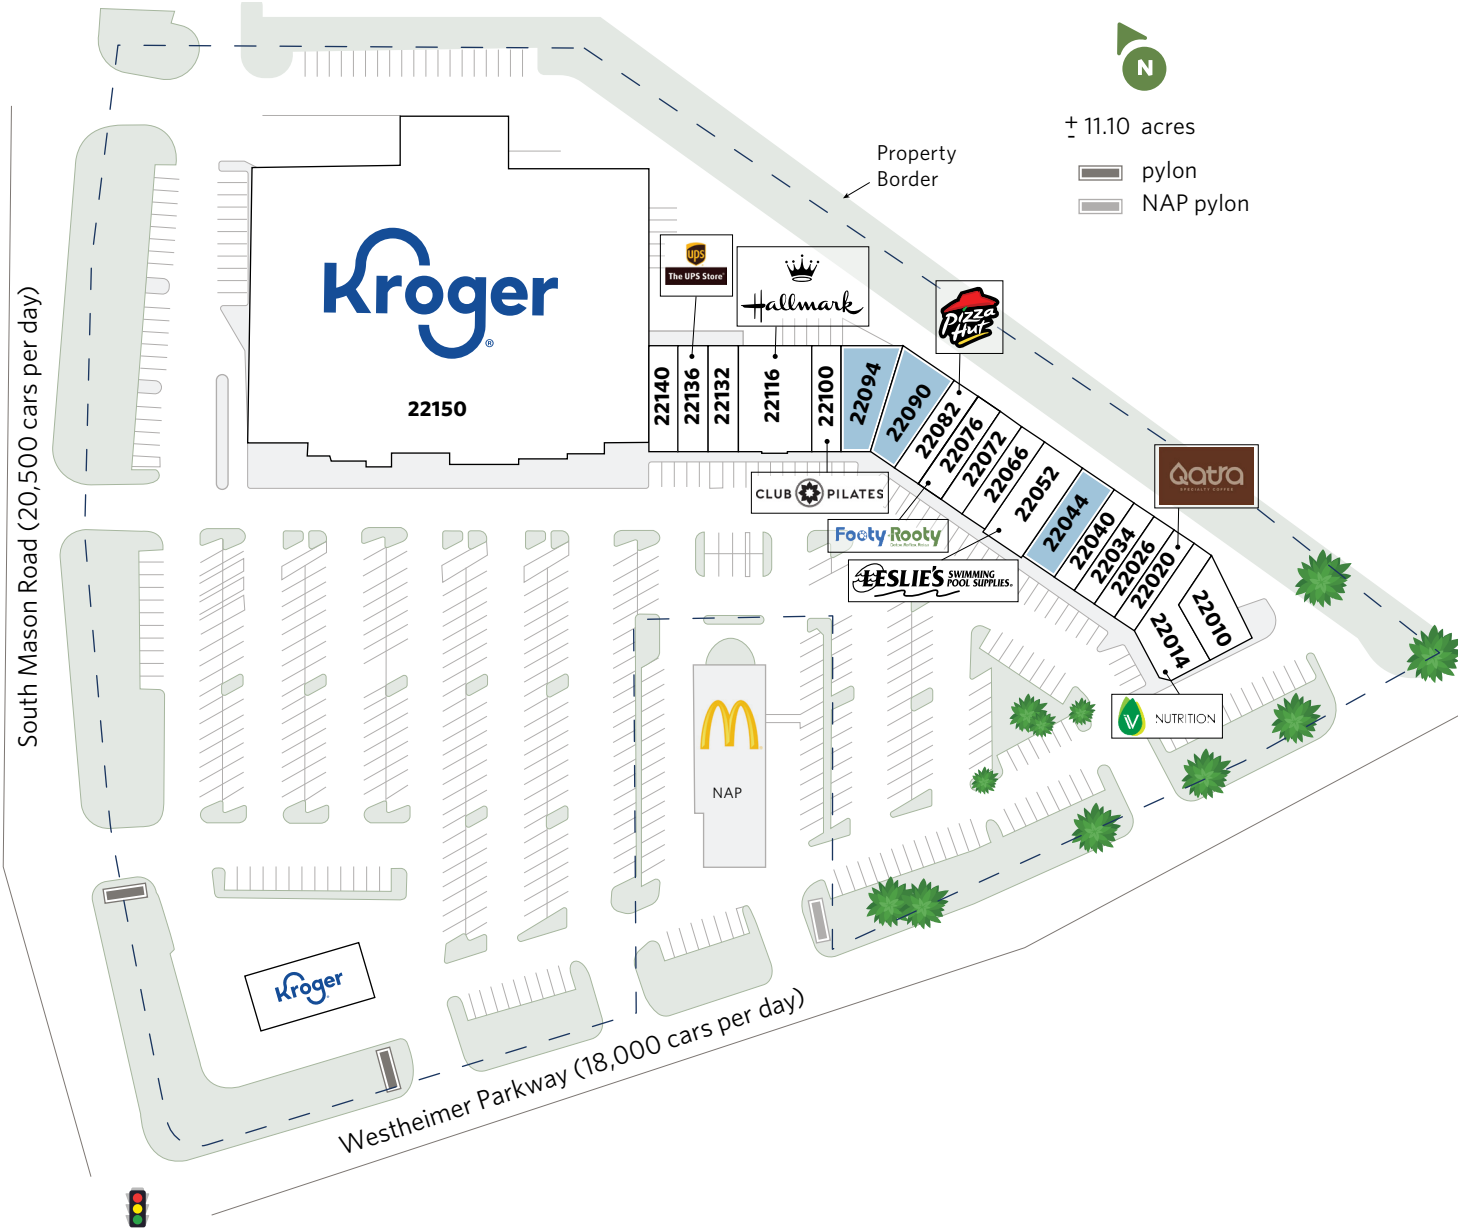 N
± 11.10 acres
pylon
NAP pylon
Property
Border
South Mason Road (20,500 cars per day)
Kroger
®
22150
ups
The UPS Store
Hallmark
Pizza
Hut
22140
22136
22132
22116
22100
22094
22090
22082
22076
22072
22066
22052
22044
22040
22034
22026
22020
22014
22010
CLUB PILATES
Footy Rooty
LESLIE'S SWIMMING
POOL SUPPLIES
Qatra
SPECIALTY COFFEE
V NUTRITION
NAP
Kroger
Westheimer Parkway (18,000 cars per day)